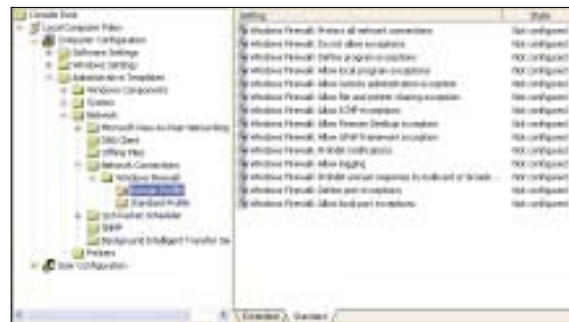 Console Root
Local Computer Policy
Computer Configuration
Software Settings
Windows Settings
Administrative Templates
Windows Components
System
Network
Microsoft Peer-to-Peer Networking
DNS Client
Offline Files
Network Connections
Windows Firewall
Domain Profile
Standard Profile
QoS Packet Scheduler
SNMP
Background Intelligent Transfer Se
Printers
User Configuration
Setting
State
Windows Firewall: Protect all network connections
Not configured
Windows Firewall: Do not allow exceptions
Not configured
Windows Firewall: Define program exceptions
Not configured
Windows Firewall: Allow local program exceptions
Not configured
Windows Firewall: Allow remote administration exception
Not configured
Windows Firewall: Allow file and printer sharing exception
Not configured
Windows Firewall: Allow ICMP exceptions
Not configured
Windows Firewall: Allow Remote Desktop exception
Not configured
Windows Firewall: Allow UPnP framework exception
Not configured
Windows Firewall: Prohibit notifications
Not configured
Windows Firewall: Allow logging
Not configured
Windows Firewall: Prohibit unicast response to multicast or broadc...
Not configured
Windows Firewall: Define port exceptions
Not configured
Windows Firewall: Allow local port exceptions
Not configured
Extended
Standard